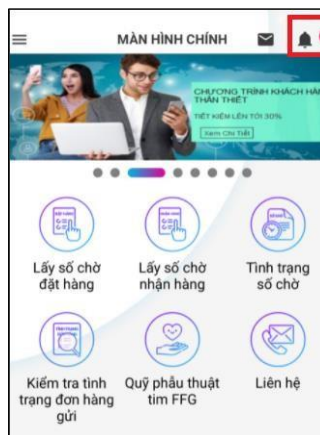 MÀN HÌNH CHÍNH
CHƯƠNG TRÌNH KHÁCH HÀN
THÂN THIẾT
TIẾT KIỆM LÊN TỚI 30%
Xem Chi Tiết
Lấy số chờ
đặt hàng
Lấy số chờ
nhận hàng
Tình trạng
số chờ
Kiểm tra tình
trạng đơn hàng
gửi
Quỹ phẫu thuật
tim FFG
Liên hệ